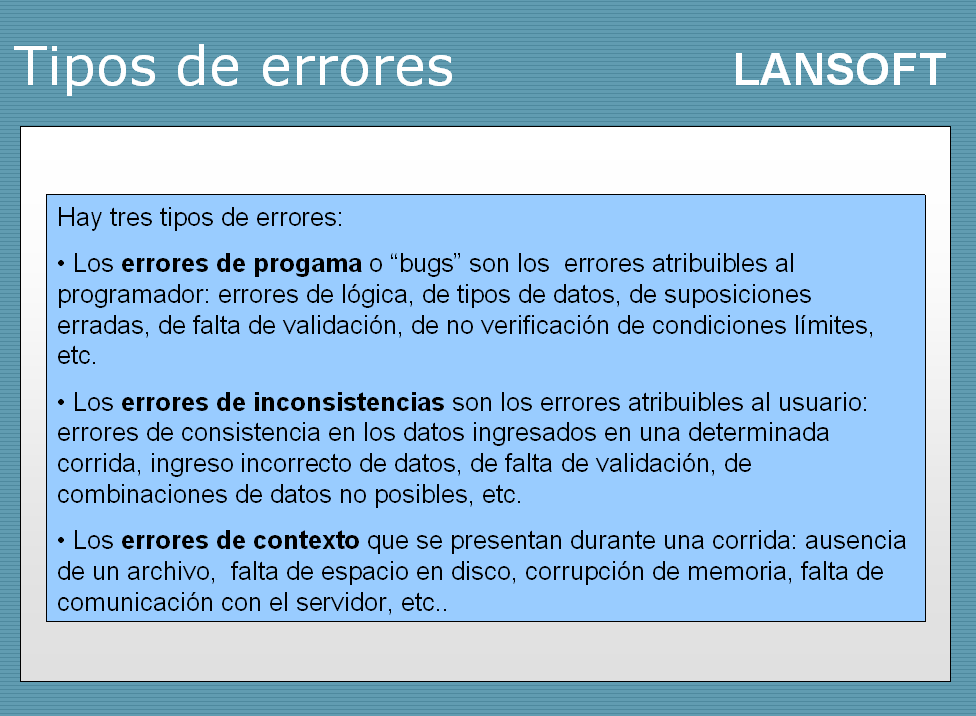 Tipos de errores
LANSOFT
Hay tres tipos de errores:
• Los errores de progama o “bugs” son los  errores atribuibles al
programador: errores de lógica, de tipos de datos, de suposiciones
erradas, de falta de validación, de no verificación de condiciones límites,
etc.
• Los errores de inconsistencias son los errores atribuibles al usuario:
errores de consistencia en los datos ingresados en una determinada
corrida, ingreso incorrecto de datos, de falta de validación, de
combinaciones de datos no posibles, etc.
• Los errores de contexto que se presentan durante una corrida: ausencia
de un archivo,  falta de espacio en disco, corrupción de memoria, falta de
comunicación con el servidor, etc..